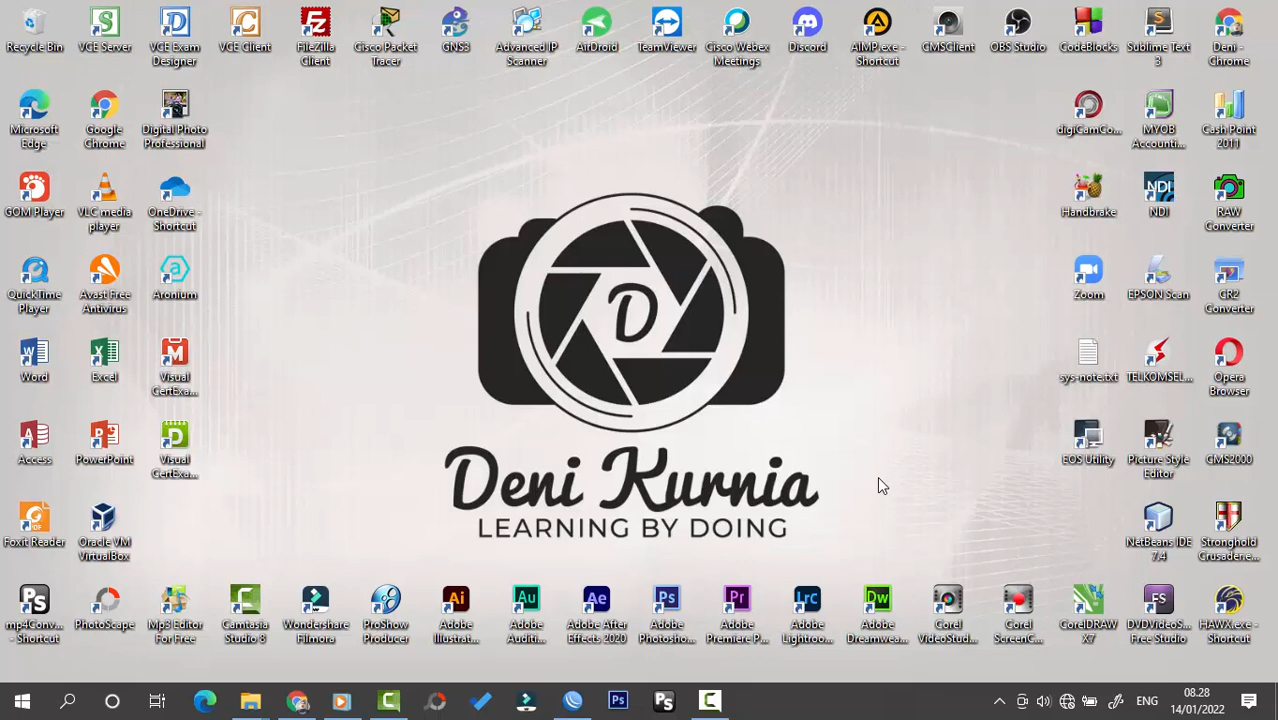 Recycle Bin
VCE Server
VCE Exam
Designer
VCE Client
FileZilla
Client
Cisco Packet
Tracer
GNS3
Advanced IP
Scanner
AirDroid
TeamViewer
Cisco Webex
Meetings
Discord
AIMP.exe -
Shortcut
CMSClient
OBS Studio
CodeBlocks
Sublime Text
3
Deni -
Chrome
Microsoft
Edge
Google
Chrome
Digital Photo
Professional
digiCamCo...
MYOB
Accounti...
Cash Point
2011
GOM Player
VLC media
player
OneDrive -
Shortcut
Handbrake
NDI
NDI
RAW
Converter
QuickTime
Player
Avast Free
Antivirus
Aronium
Zoom
EPSON Scan
CR2
Converter
Word
Excel
Visual
CertExa...
sys-note.txt
TELKOMSEL...
Opera
Browser
Access
PowerPoint
Visual
CertExa...
EOS Utility
Picture Style
Editor
CMS2000
Foxit Reader
Oracle VM
VirtualBox
NetBeans IDE
7.4
Stronghold
Crusader.e...
D
Deni Kurnia
LEARNING BY DOING
mp4Conv...
- Shortcut
PhotoScape
Mp3 Editor
For Free
Camtasia
Studio 8
Wondershare
Filmora
ProShow
Producer
Adobe
Illustrat...
Adobe
Auditi...
Adobe After
Effects 2020
Adobe
Photosho...
Adobe
Premiere P...
Adobe
Lightroo...
Adobe
Dreamwea...
Corel
VideoStud...
Corel
ScreenC...
CorelDRAW
X7
DVDVideoS...
Free Studio
HAWX.exe -
Shortcut
ENG
08.28
14/01/2022